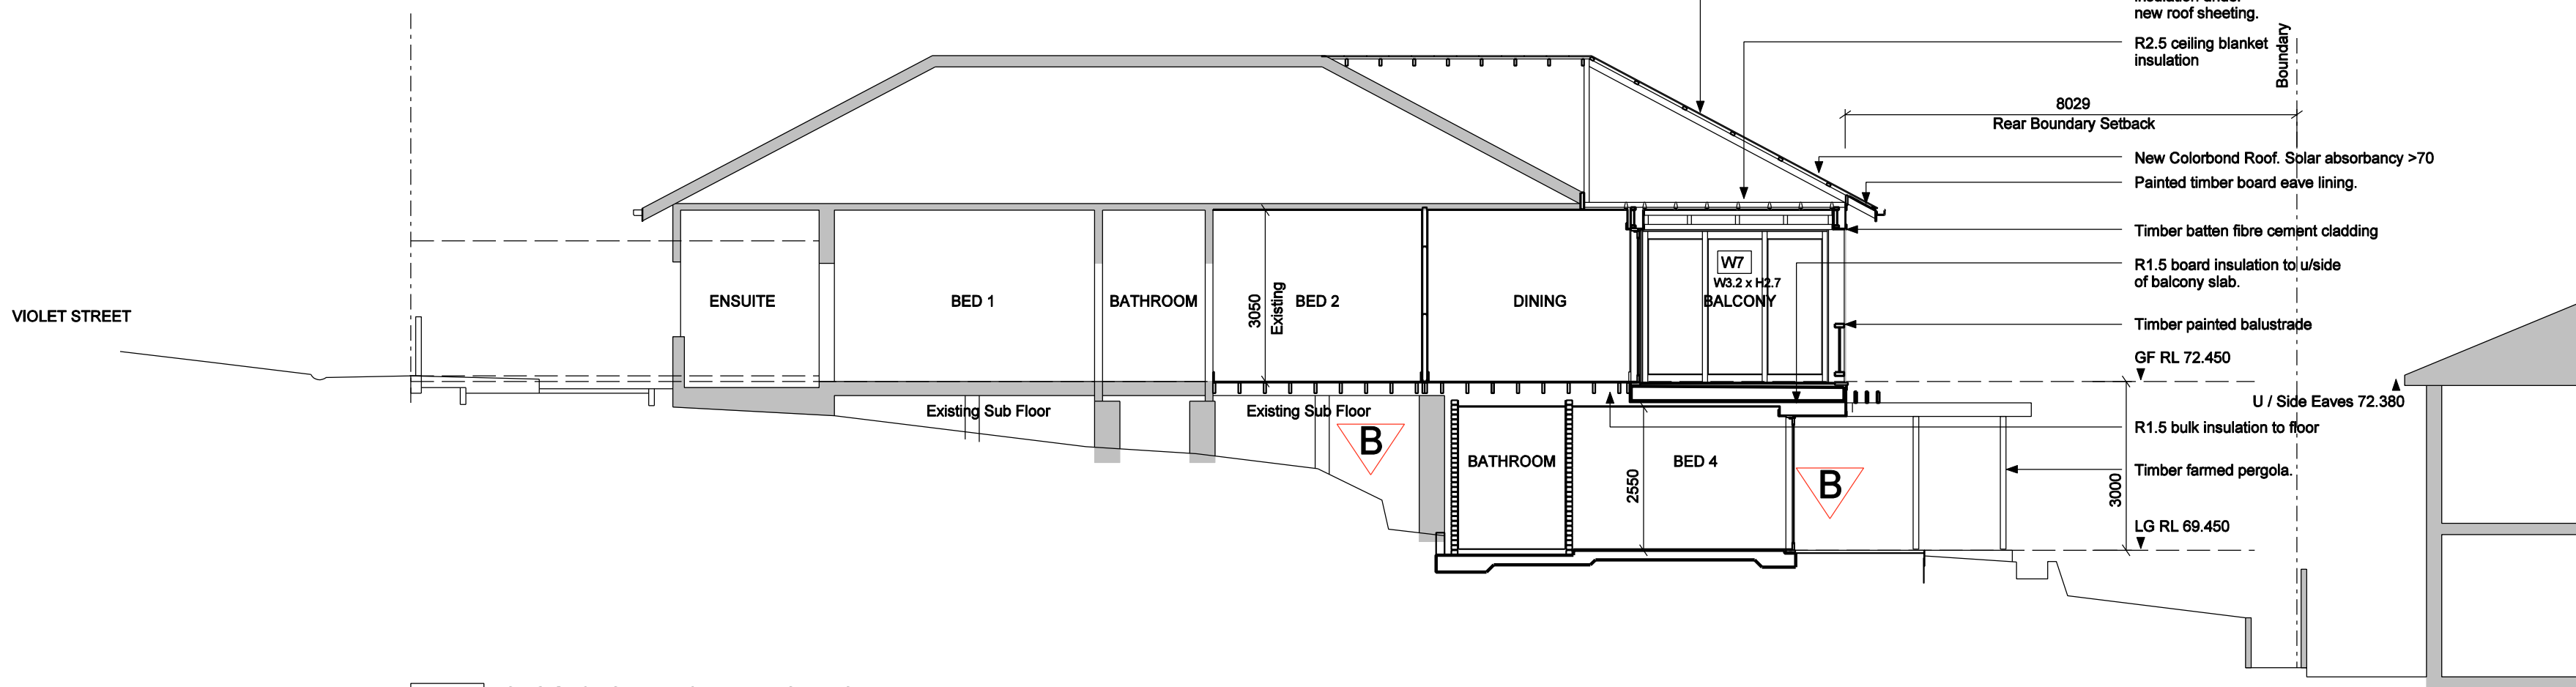 new roof sheeting.
R2.5 ceiling blanket
insulation
Boundary
8029
Rear Boundary Setback
New Colorbond Roof. Solar absorbancy >70
Painted timber board eave lining.
Timber batten fibre cement cladding
W7
W3.2 x H2.7
BALCONY
R1.5 board insulation to u/side
of balcony slab.
VIOLET STREET
ENSUITE
BED 1
BATHROOM
3050
Existing
BED 2
DINING
Timber painted balustrade
GF RL 72.450
U / Side Eaves 72.380
Existing Sub Floor
Existing Sub Floor
B
R1.5 bulk insulation to floor
BATHROOM
2550
BED 4
B
Timber farmed pergola.
3000
LG RL 69.450